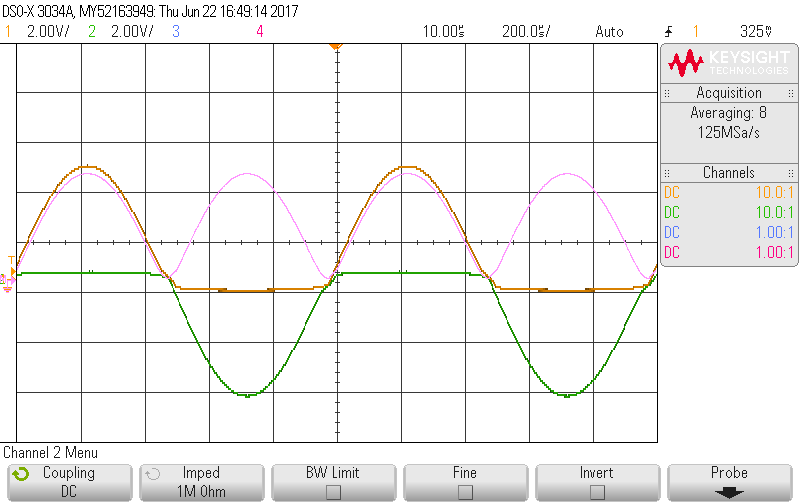 DSO-X 3034A, MY52163949: Thu Jun 22 16:49:14 2017
1 2.00V/ 2 2.00V/ 3 4 10.00s 200.0s/ Auto 1 325mV
KEYSIGHT
TECHNOLOGIES
Acquisition
Averaging: 8
125MSa/s
Channels
DC 10.0:1
DC 10.0:1
DC 1.00:1
DC 1.00:1
T
Channel 2 Menu
Coupling Imped BW Limit Fine Invert Probe
DC 1M Ohm